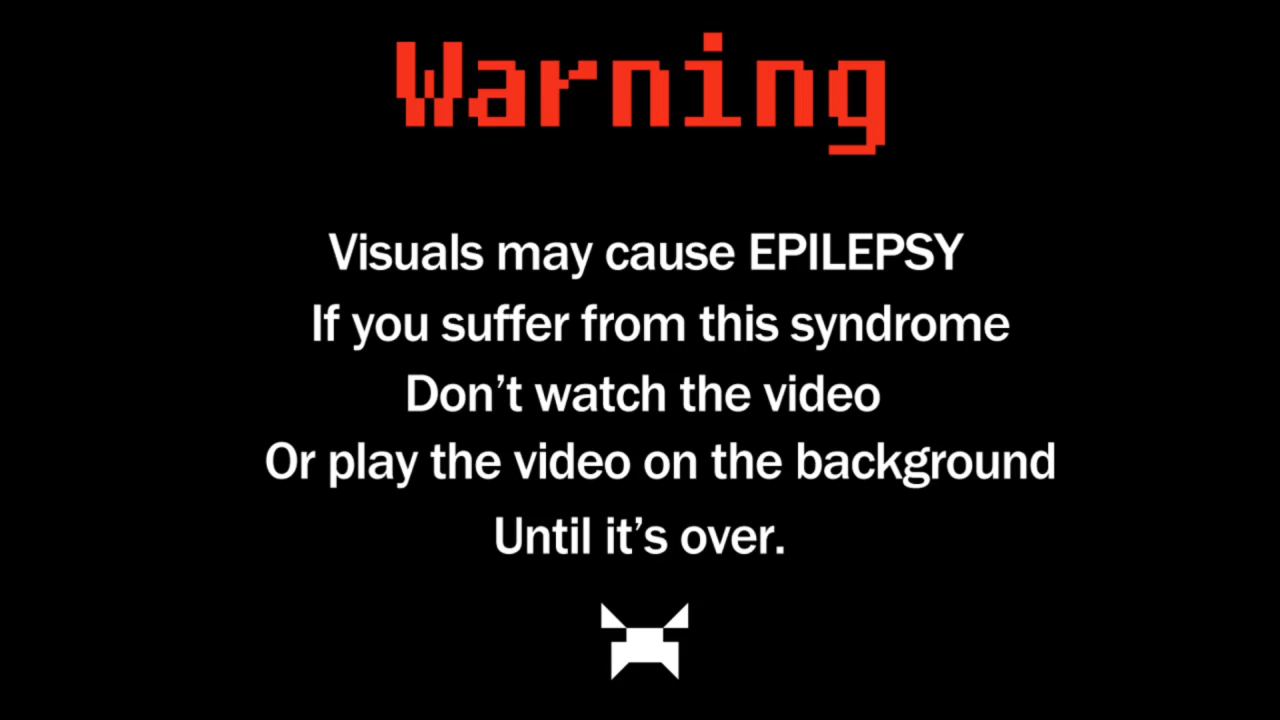 Warning
Visuals may cause EPILEPSY
If you suffer from this syndrome
Don’t watch the video
Or play the video on the background
Until it’s over.